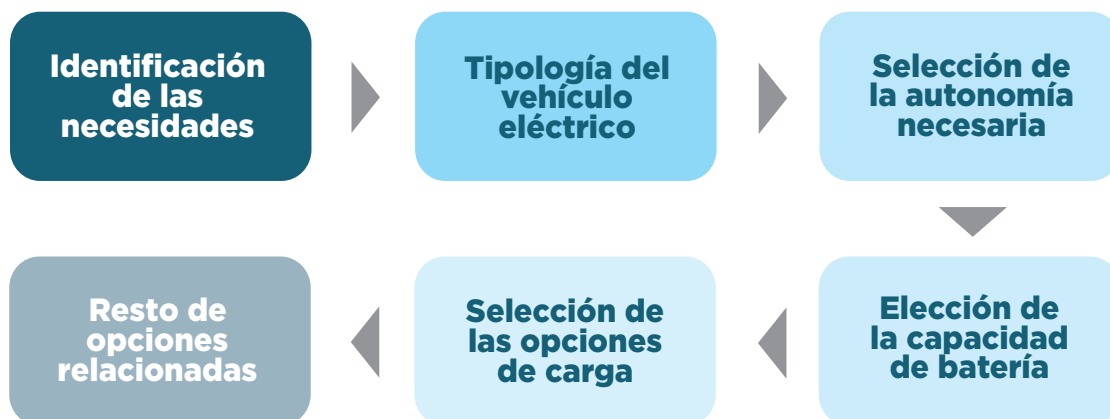 Identificación
de las
necesidades
Tipología del
vehículo
eléctrico
Selección de
la autonomía
necesaria
Elección de
la capacidad
de batería
Selección de
las opciones
de carga
Resto de
opciones
relacionadas